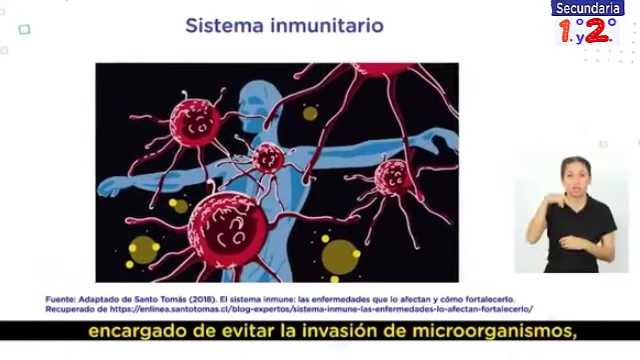 Sistema inmunitario
Secundaria
1.° y 2.°
Fuente: Adaptado de Santo Tomás (2018). El sistema inmune: las enfermedades que lo afectan y cómo fortalecerlo.
Recuperado de https://enlinea.santotomas.cl/blog-expertos/sistema-inmune-las-enfermedades-lo-afectan-fortalecerlo/
encargado de evitar la invasión de microorganismos,